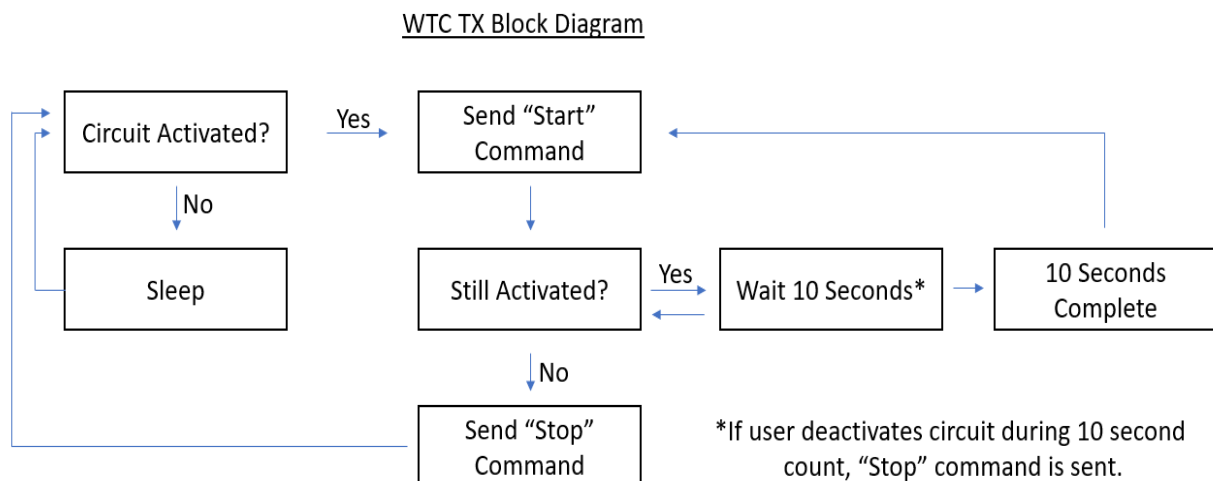 WTC TX Block Diagram
Circuit Activated?
Yes
Send “Start”
Command
No
Sleep
Still Activated?
Yes
Wait 10 Seconds*
10 Seconds
Complete
No
Send “Stop”
Command
*If user deactivates circuit during 10 second
count, “Stop” command is sent.